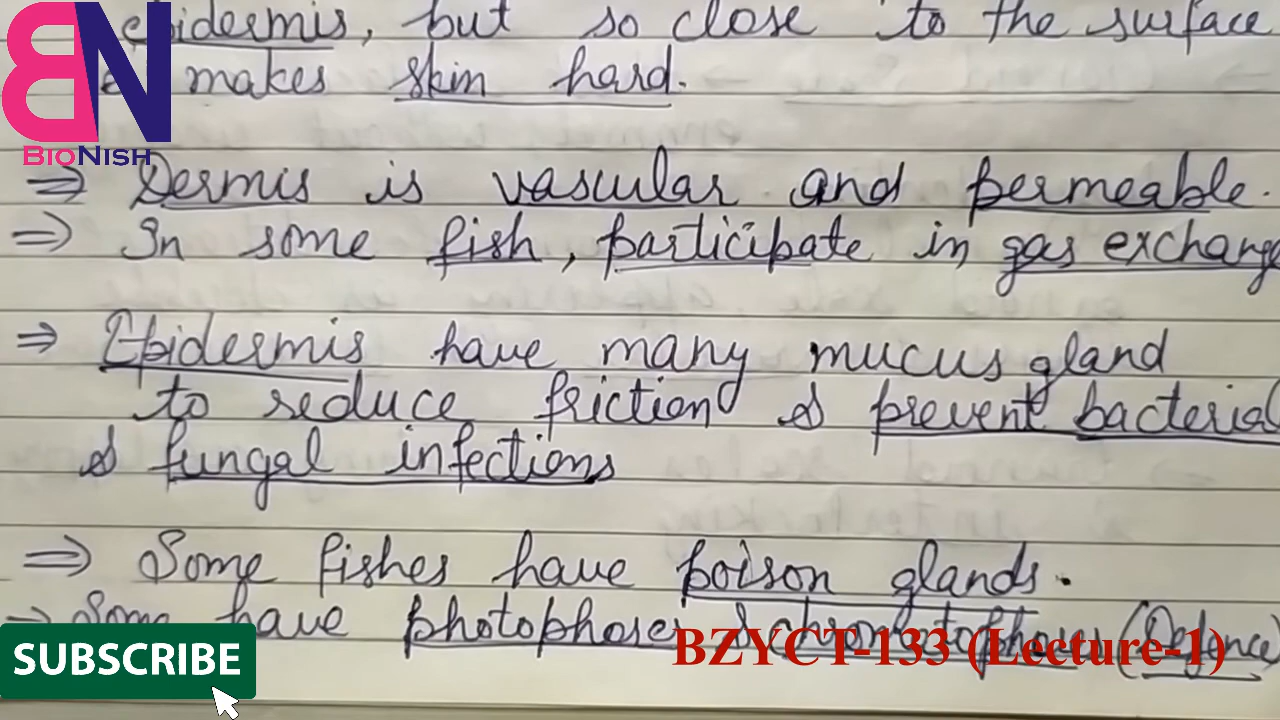 epidermis, but so close to the surface
& makes skin hard.
BN
BIONISH
⇒ Dermis is vascular and permeable.
⇒ In some fish, participate in gas exchange
⇒ Epidermis have many mucus gland
to reduce friction & prevent bacterial
& fungal infections
⇒ Some fishes have poison glands.
→ Some have photophores & chromatophores (Defence)
SUBSCRIBE
BZYCT-133 (Lecture-1)